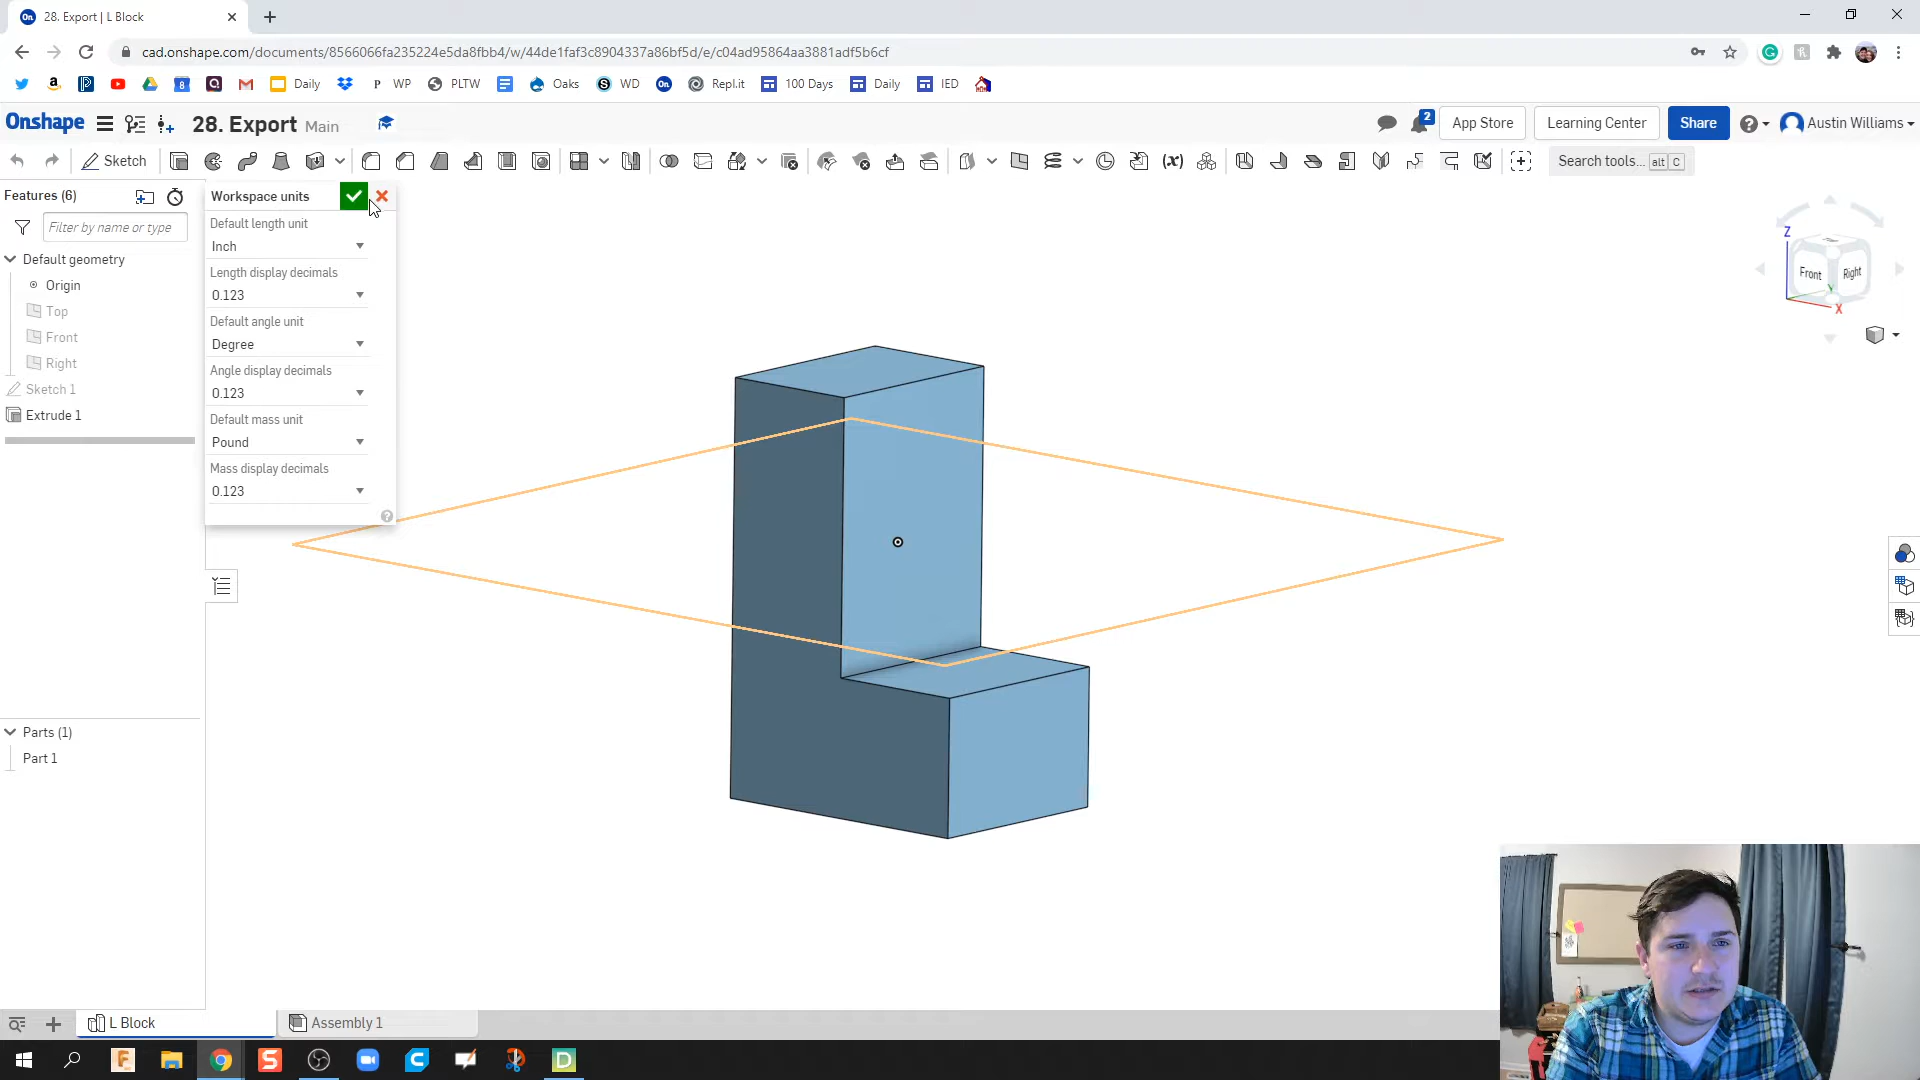 28. Export | L Block
cad.onshape.com/documents/8566066fa235224e5da8fbb4/w/44de1faf3c8904337a86bf5d/e/c04ad95864aa3881adf5b6cf
Daily
WP
PLTW
Oaks
WD
Repl.it
100 Days
Daily
IED
Onshape
28. Export Main
2
App Store
Learning Center
Share
Austin Williams
Sketch
Search tools... alt C
Features (6)
Filter by name or type
Default geometry
Origin
Top
Front
Right
Sketch 1
Extrude 1
Workspace units
Default length unit
Inch
Length display decimals
0.123
Default angle unit
Degree
Angle display decimals
0.123
Default mass unit
Pound
Mass display decimals
0.123
Z
Front
Right
Y
X
Parts (1)
Part 1
L Block
Assembly 1